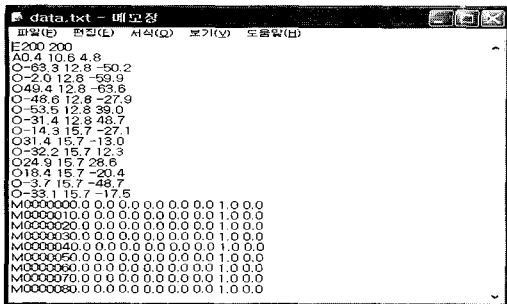 data.txt - 메모장
파일(F) 편집(E) 서식(O) 보기(V) 도움말(H)
E200 200
A0.4 10.6 4.8
O-63.3 12.8 -50.2
O-2.0 12.8 -59.9
O49.4 12.8 -63.6
O-48.6 12.8 -27.9
O-53.5 12.8 39.0
O-31.4 12.8 48.7
O-14.3 15.7 -27.1
O31.4 15.7 -13.0
O-32.2 15.7 12.3
O24.9 15.7 28.6
O18.4 15.7 -20.4
O-3.7 15.7 -48.7
O-33.1 15.7 -17.5
M0000000.0 0.0 0.0 0.0 0.0 0.0 1.0 0.0
M0000010.0 0.0 0.0 0.0 0.0 0.0 1.0 0.0
M0000020.0 0.0 0.0 0.0 0.0 0.0 1.0 0.0
M0000030.0 0.0 0.0 0.0 0.0 0.0 1.0 0.0
M0000040.0 0.0 0.0 0.0 0.0 0.0 1.0 0.0
M0000050.0 0.0 0.0 0.0 0.0 0.0 1.0 0.0
M0000060.0 0.0 0.0 0.0 0.0 0.0 1.0 0.0
M0000070.0 0.0 0.0 0.0 0.0 0.0 1.0 0.0
M0000080.0 0.0 0.0 0.0 0.0 0.0 1.0 0.0